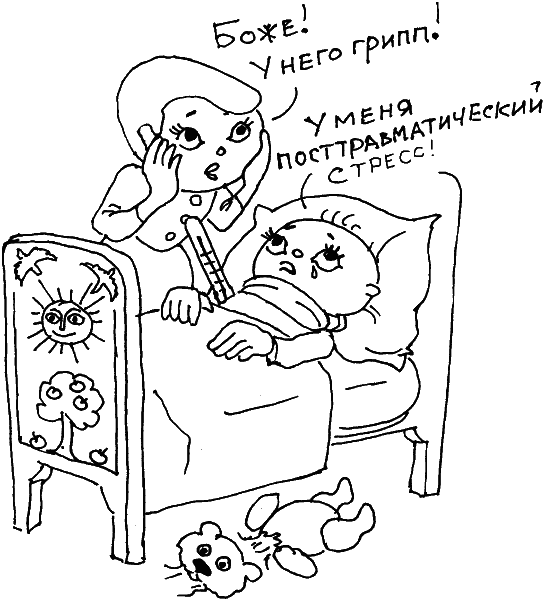 Боже!
У него грипп!
У меня
посттравматический
стресс!